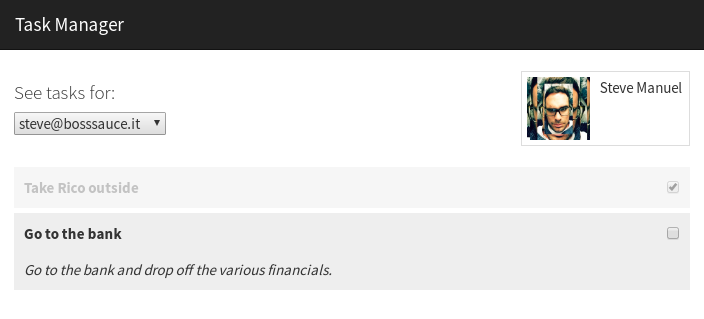 Task Manager
See tasks for:
steve@bosssauce.it
Steve Manuel
Take Rico outside
Go to the bank
Go to the bank and drop off the various financials.